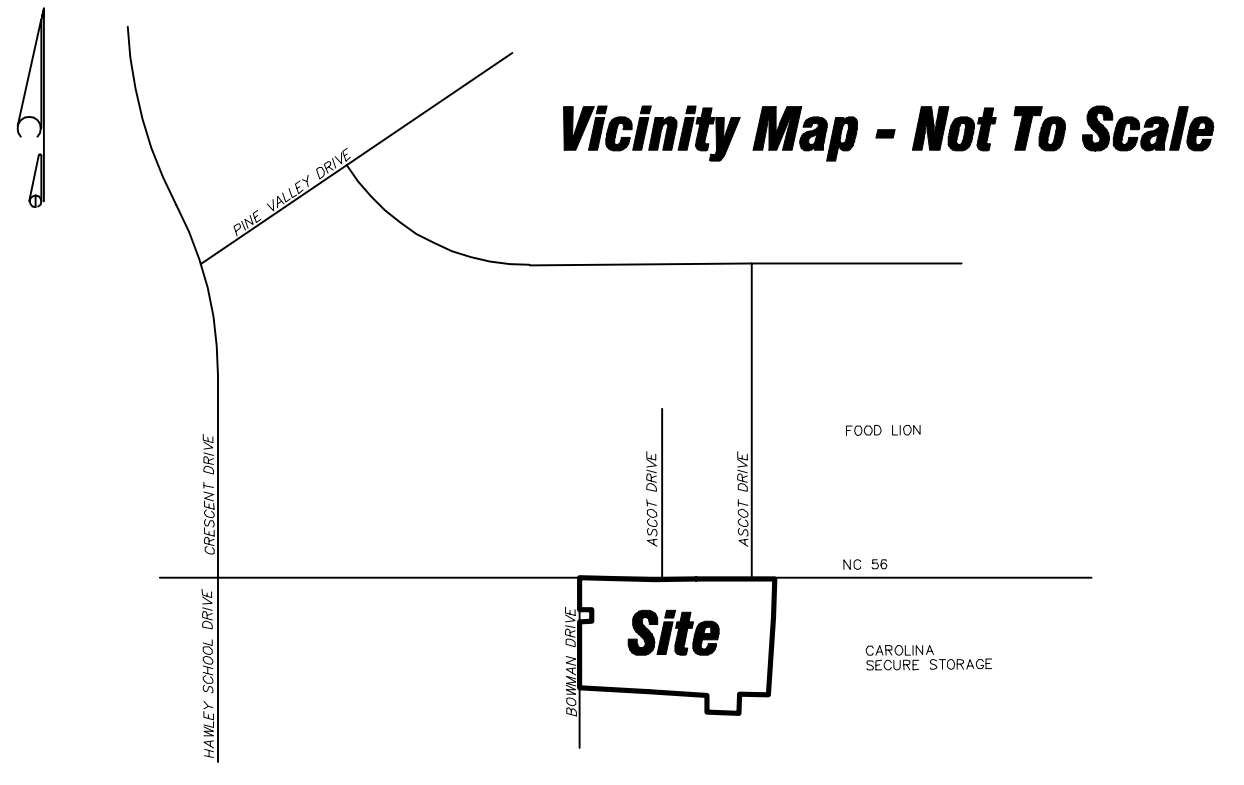 Vicinity Map - Not To Scale
PINE VALLEY DRIVE
FOOD LION
CRESCENT DRIVE
ASCOT DRIVE
ASCOT DRIVE
NC 56
HAWLEY SCHOOL DRIVE
BOWMAN DRIVE
Site
CAROLINA
SECURE STORAGE